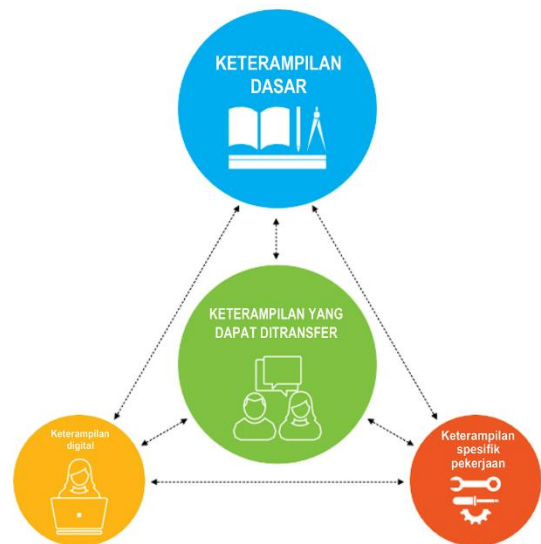 KETERAMPILAN
DASAR
KETERAMPILAN YANG
DAPAT DITRANSFER
Keterampilan
digital
Keterampilan
spesifik
pekerjaan